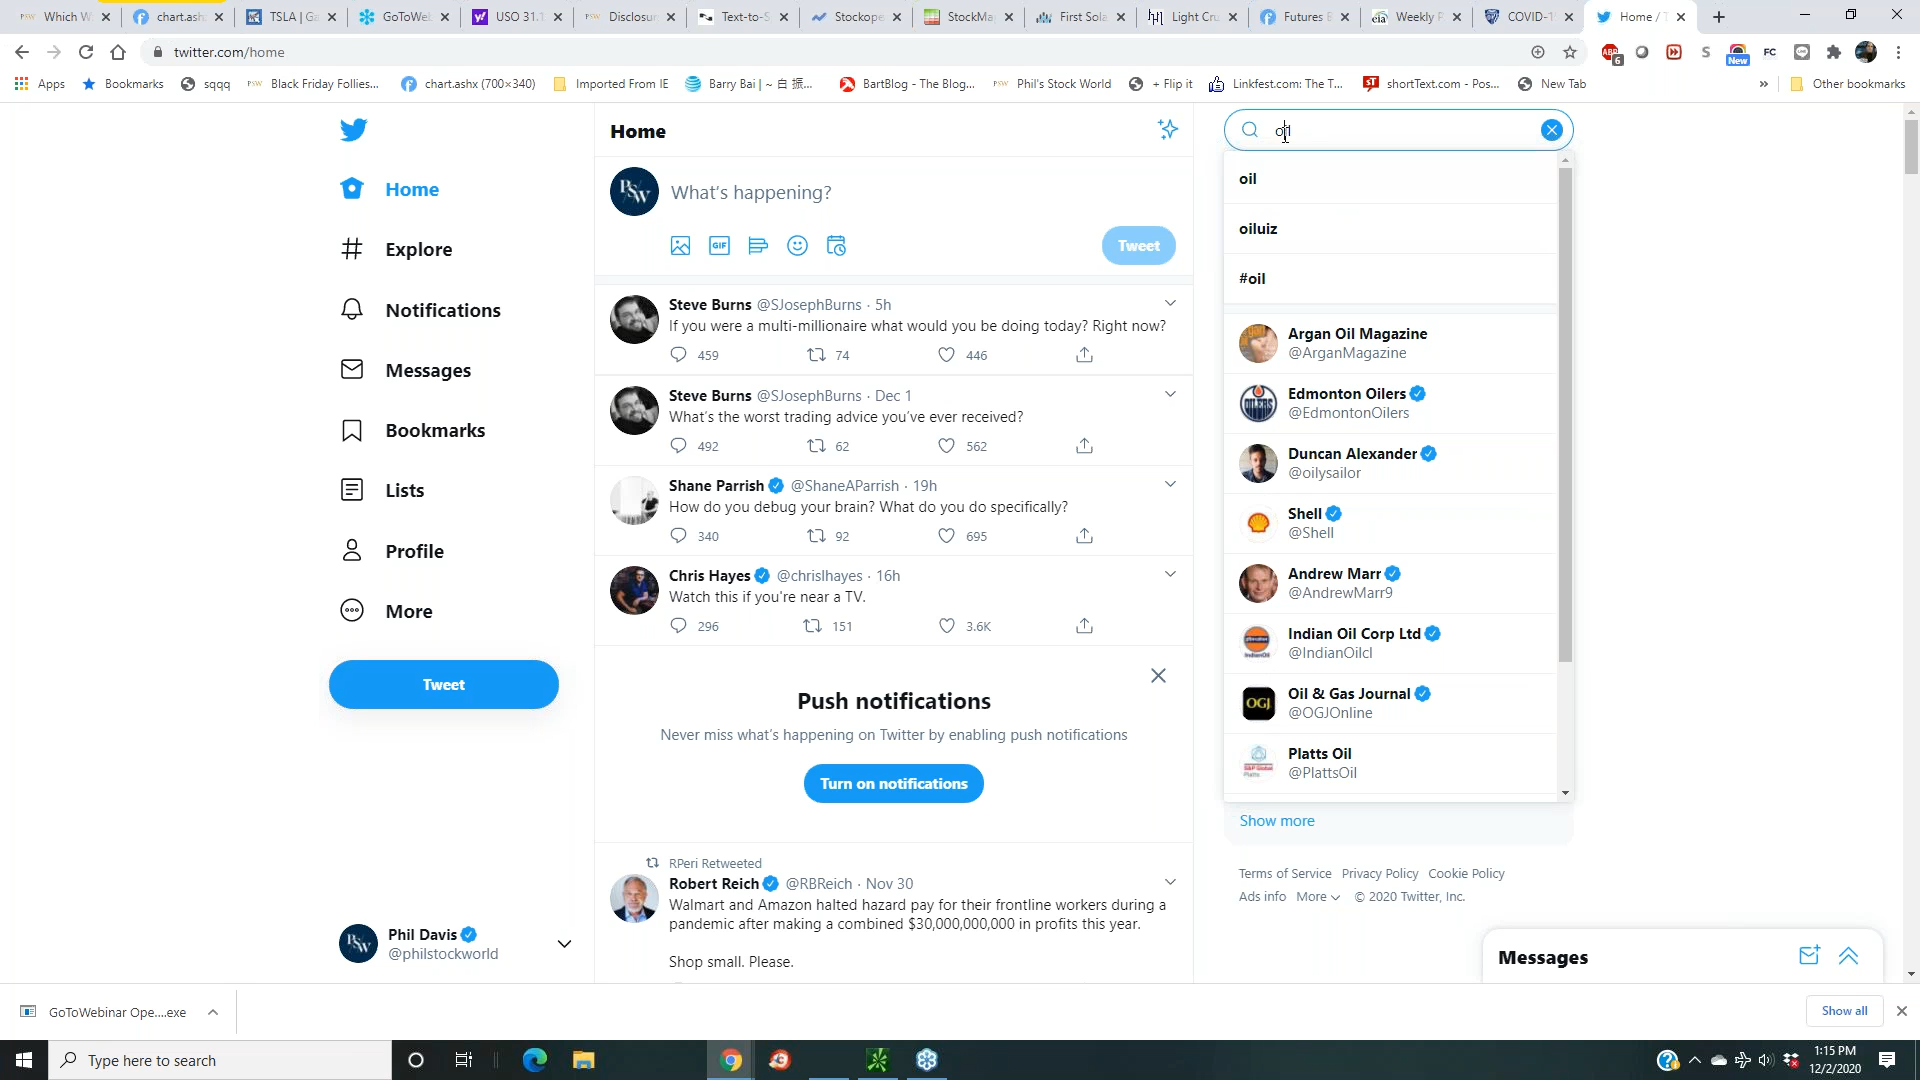 Which W
chart.ash
TSLA | G
GoToWeb
USO 31.1
Disclosur
Text-to-S
Stockope
StockMa
First Sola
Light Cru
Futures
Weekly P
COVID-1
Home / T
twitter.com/home
Apps
Bookmarks
sqqq
Black Friday Follies...
chart.ashx (700×340)
Imported From IE
Barry Bai | ~ 白 振...
BartBlog - The Blog...
Phil's Stock World
+ Flip it
Linkfest.com: The T...
shortText.com - Pos...
New Tab
»
Other bookmarks
Home
Explore
Notifications
Messages
Bookmarks
Lists
Profile
More
Tweet
Phil Davis
@philstockworld
Home
PSW
What's happening?
GIF
Tweet
Steve Burns @SJosephBurns · 5h
If you were a multi-millionaire what would you be doing today? Right now?
459 74 446
Steve Burns @SJosephBurns · Dec 1
What's the worst trading advice you've ever received?
492 62 562
Shane Parrish @ShaneAParrish · 19h
How do you debug your brain? What do you do specifically?
340 92 695
Chris Hayes @chrislhayes · 16h
Watch this if you're near a TV.
296 151 3.6K
Push notifications
Never miss what's happening on Twitter by enabling push notifications
Turn on notifications
RPeri Retweeted
Robert Reich @RBReich · Nov 30
Walmart and Amazon halted hazard pay for their frontline workers during a
pandemic after making a combined $30,000,000,000 in profits this year.
Shop small. Please.
oil
oil
oiluiz
#oil
Argan Oil Magazine
@ArganMagazine
Edmonton Oilers
@EdmontonOilers
Duncan Alexander
@oilysailor
Shell
@Shell
Andrew Marr
@AndrewMarr9
Indian Oil Corp Ltd
@IndianOilcl
Oil & Gas Journal
@OGJOnline
Platts Oil
@PlattsOil
Show more
Terms of Service Privacy Policy Cookie Policy
Ads info More © 2020 Twitter, Inc.
Messages
GoToWebinar Ope....exe
Show all
Type here to search
1:15 PM
12/2/2020